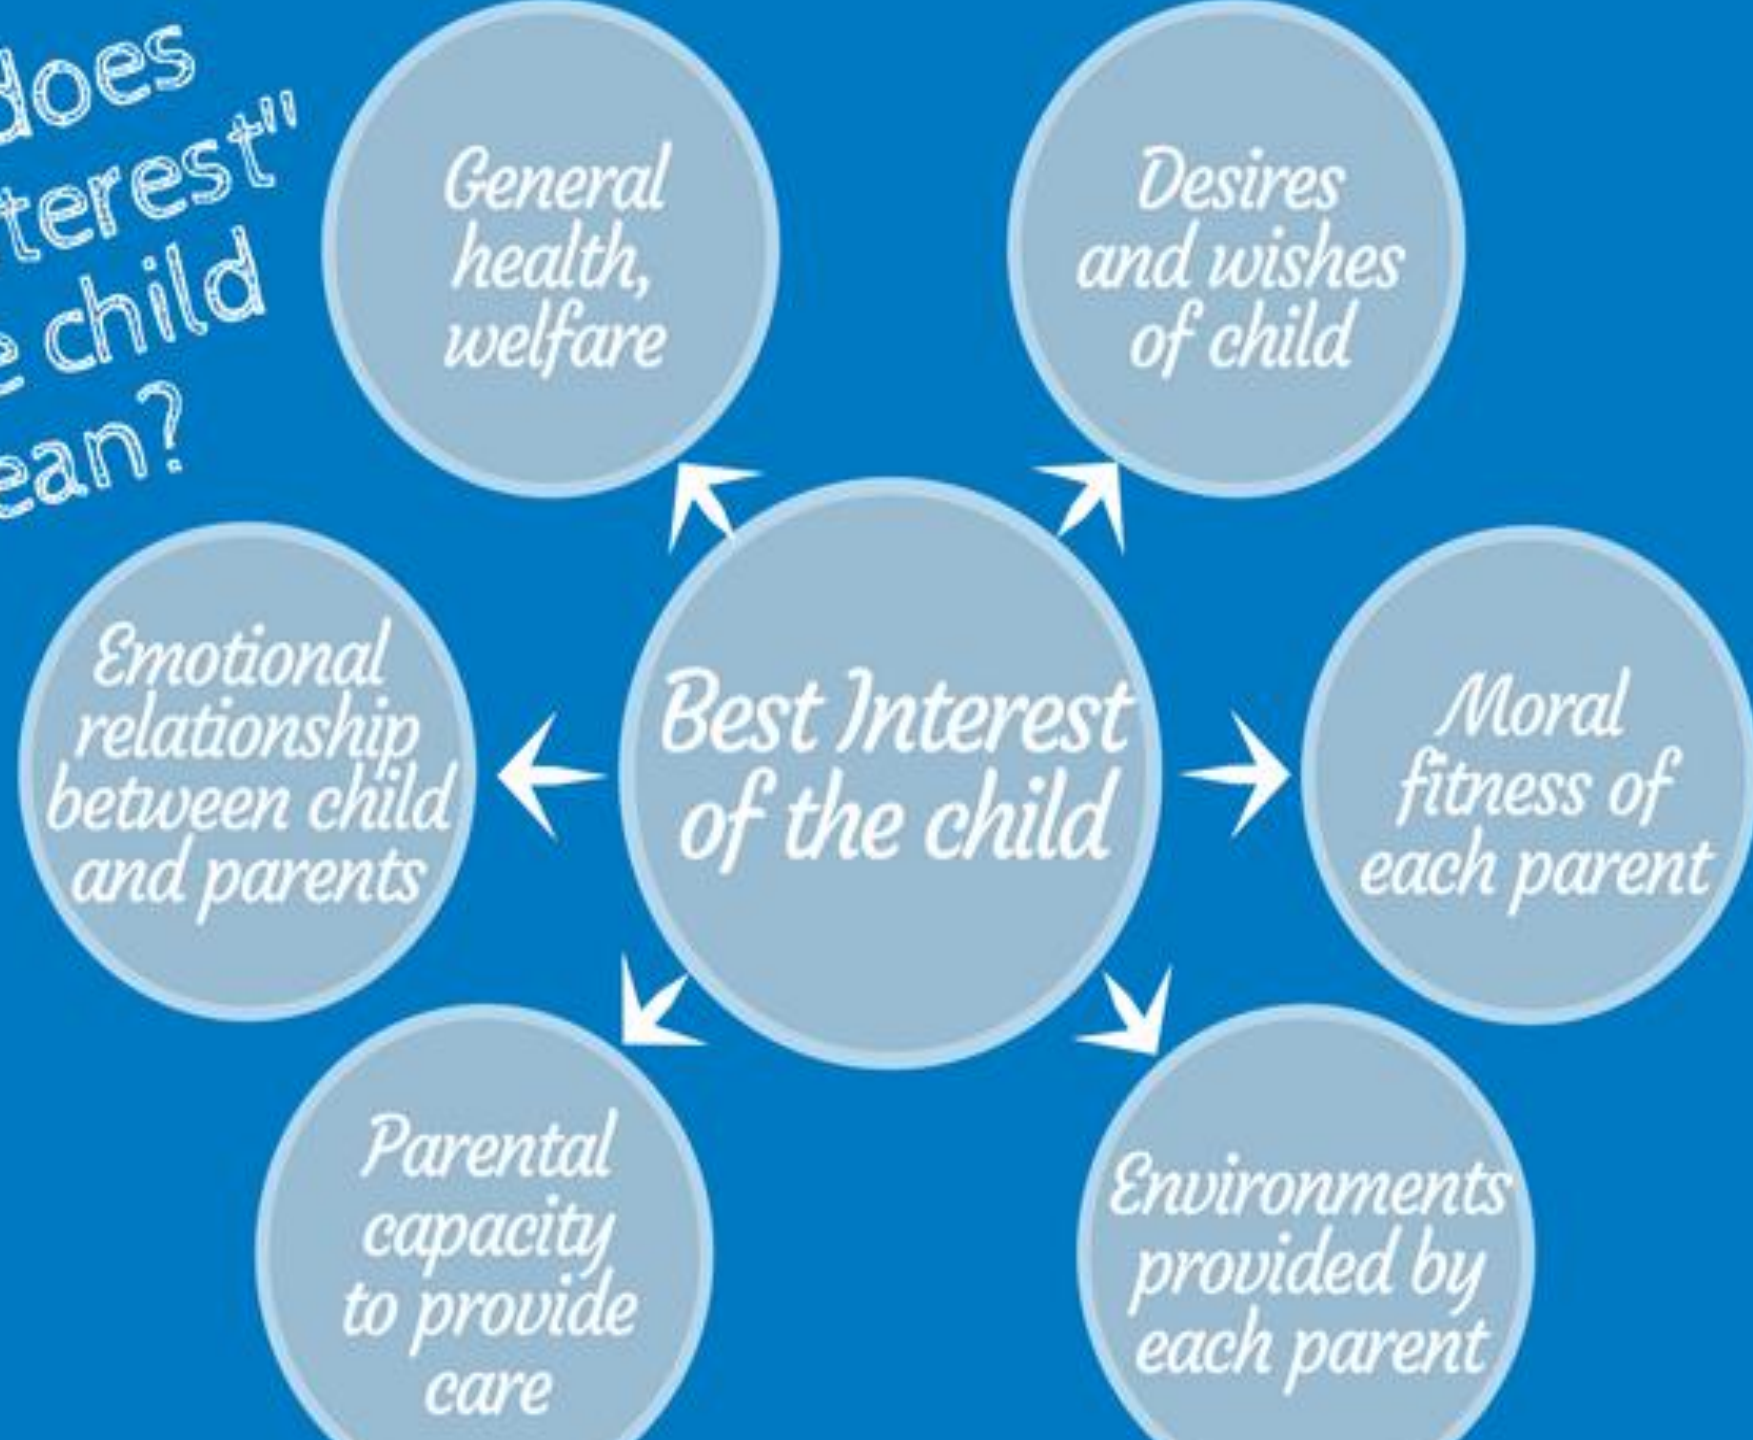 does
terest"
child
ean?
General
health,
welfare
Desires
and wishes
of child
Emotional
relationship
between child
and parents
Best Interest
of the child
Moral
fitness of
each parent
Parental
capacity
to provide
care
Environments
provided by
each parent